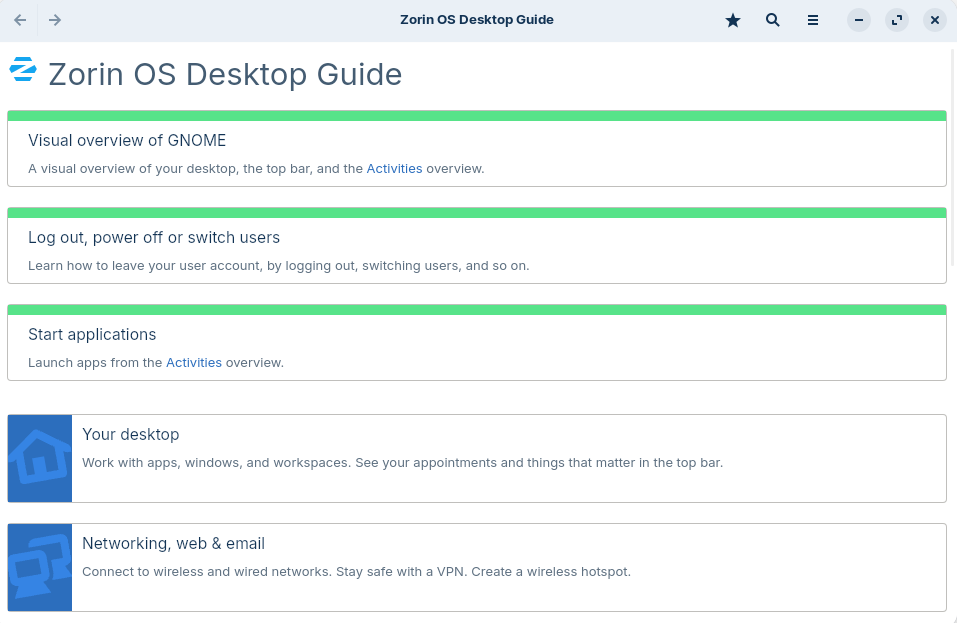 Zorin OS Desktop Guide
Zorin OS Desktop Guide
Visual overview of GNOME
A visual overview of your desktop, the top bar, and the Activities overview.
Log out, power off or switch users
Learn how to leave your user account, by logging out, switching users, and so on.
Start applications
Launch apps from the Activities overview.
Your desktop
Work with apps, windows, and workspaces. See your appointments and things that matter in the top bar.
Networking, web & email
Connect to wireless and wired networks. Stay safe with a VPN. Create a wireless hotspot.